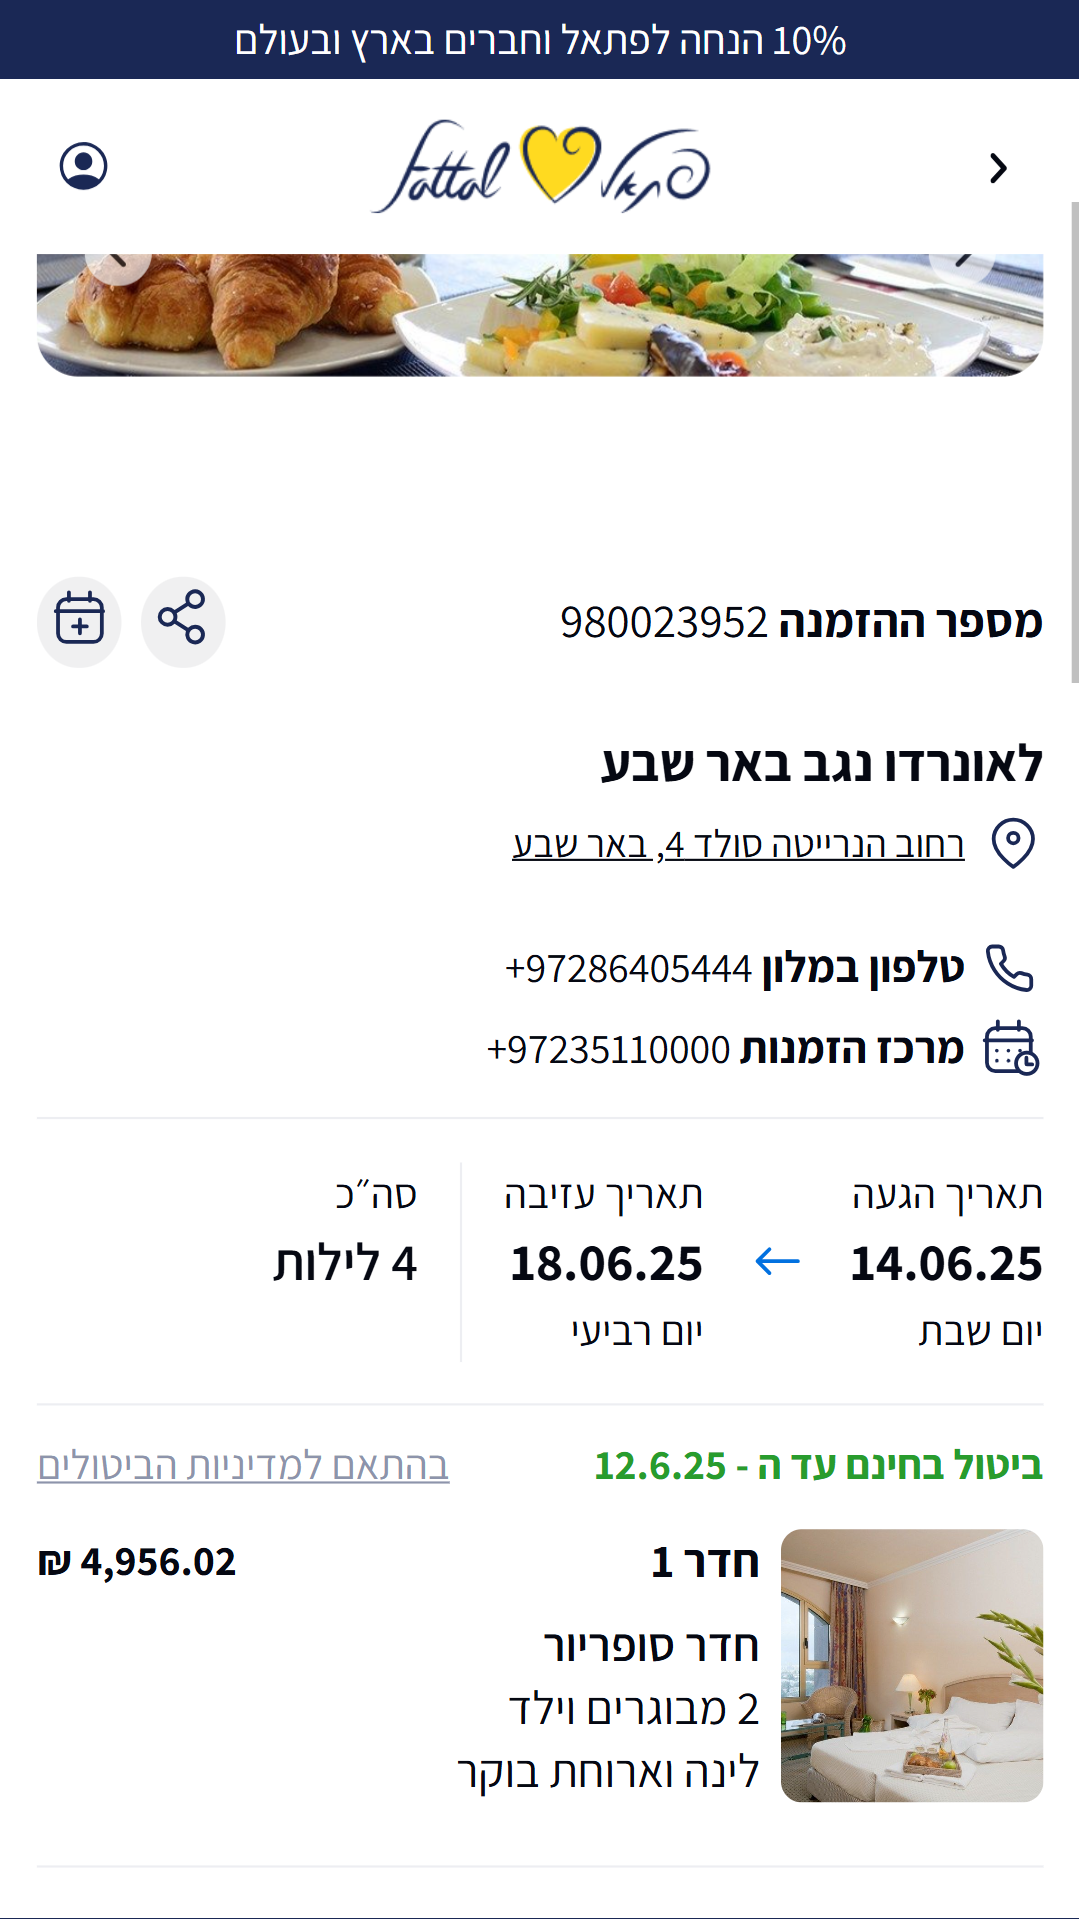 10% הנחה לפתאל וחברים בארץ ובעולם
fattal פתאל
מספר ההזמנה 980023952
לאונרדו נגב באר שבע
רחוב הנרייטה סולד 4, באר שבע
טלפון במלון 97286405444+
מרכז הזמנות 97235110000+
תאריך הגעה תאריך עזיבה סה״כ
14.06.25 18.06.25 4 לילות
יום שבת יום רביעי
ביטול בחינם עד ה - 12.6.25 בהתאם למדיניות הביטולים
חדר 1 4,956.02 ₪
חדר סופריור
2 מבוגרים וילד
לינה וארוחת בוקר